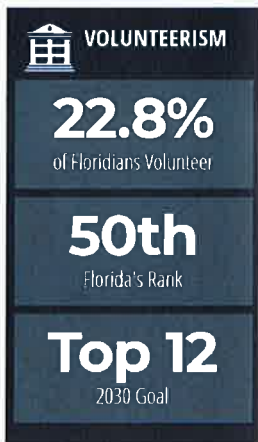 VOLUNTEERISM
22.8%
of Floridians Volunteer
50th
Florida's Rank
Top 12
2030 Goal